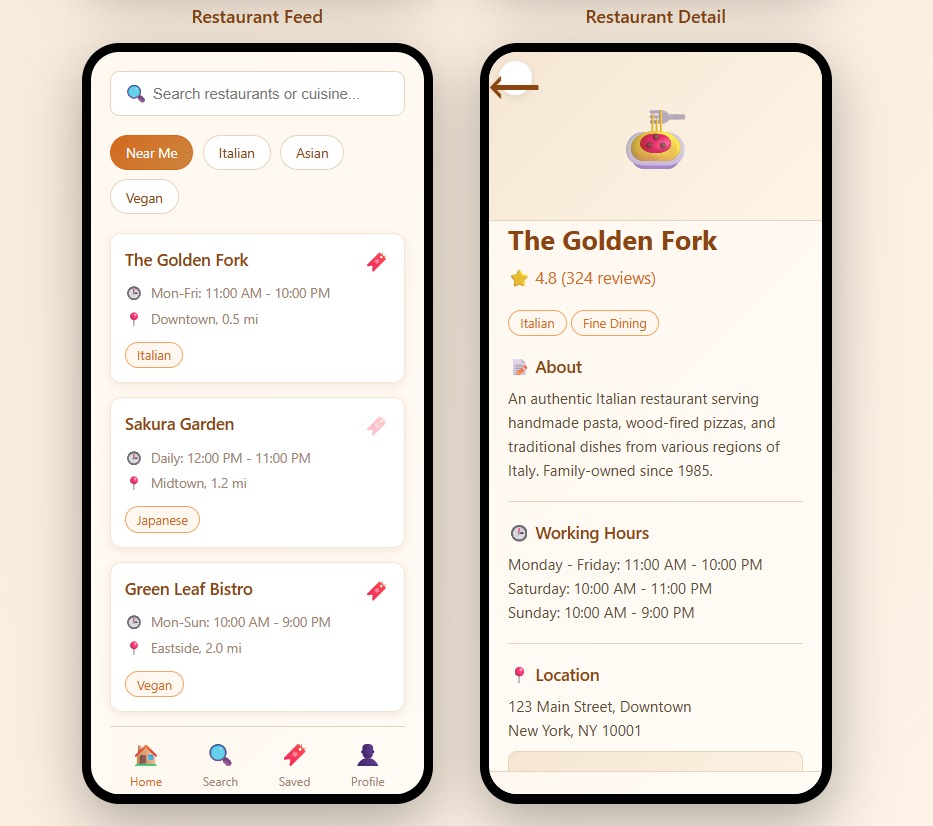 Restaurant Feed
Search restaurants or cuisine...
Near Me
Italian
Asian
Vegan
The Golden Fork
Mon-Fri: 11:00 AM - 10:00 PM
Downtown, 0.5 mi
Italian
Sakura Garden
Daily: 12:00 PM - 11:00 PM
Midtown, 1.2 mi
Japanese
Green Leaf Bistro
Mon-Sun: 10:00 AM - 9:00 PM
Eastside, 2.0 mi
Vegan
Home
Search
Saved
Profile
Restaurant Detail
The Golden Fork
4.8 (324 reviews)
Italian
Fine Dining
About
An authentic Italian restaurant serving
handmade pasta, wood-fired pizzas, and
traditional dishes from various regions of
Italy. Family-owned since 1985.
Working Hours
Monday - Friday: 11:00 AM - 10:00 PM
Saturday: 10:00 AM - 11:00 PM
Sunday: 10:00 AM - 9:00 PM
Location
123 Main Street, Downtown
New York, NY 10001